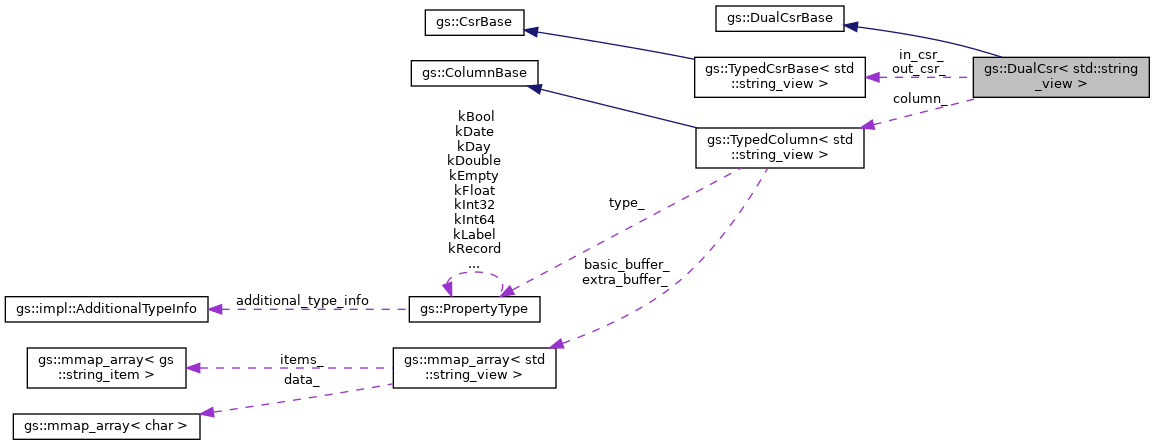 gs::CsrBase
gs::DualCsrBase
gs::ColumnBase
gs::TypedCsrBase< std
::string_view >
in_csr_
out_csr_
gs::DualCsr< std::string
_view >
column_
kBool
kDate
kDay
kDouble
kEmpty
kFloat
kInt32
kInt64
kLabel
kRecord
...
gs::TypedColumn< std
::string_view >
type_
basic_buffer_
extra_buffer_
gs::impl::AdditionalTypeInfo
additional_type_info
gs::PropertyType
gs::mmap_array< gs
::string_item >
items_
data_
gs::mmap_array< std
::string_view >
gs::mmap_array< char >